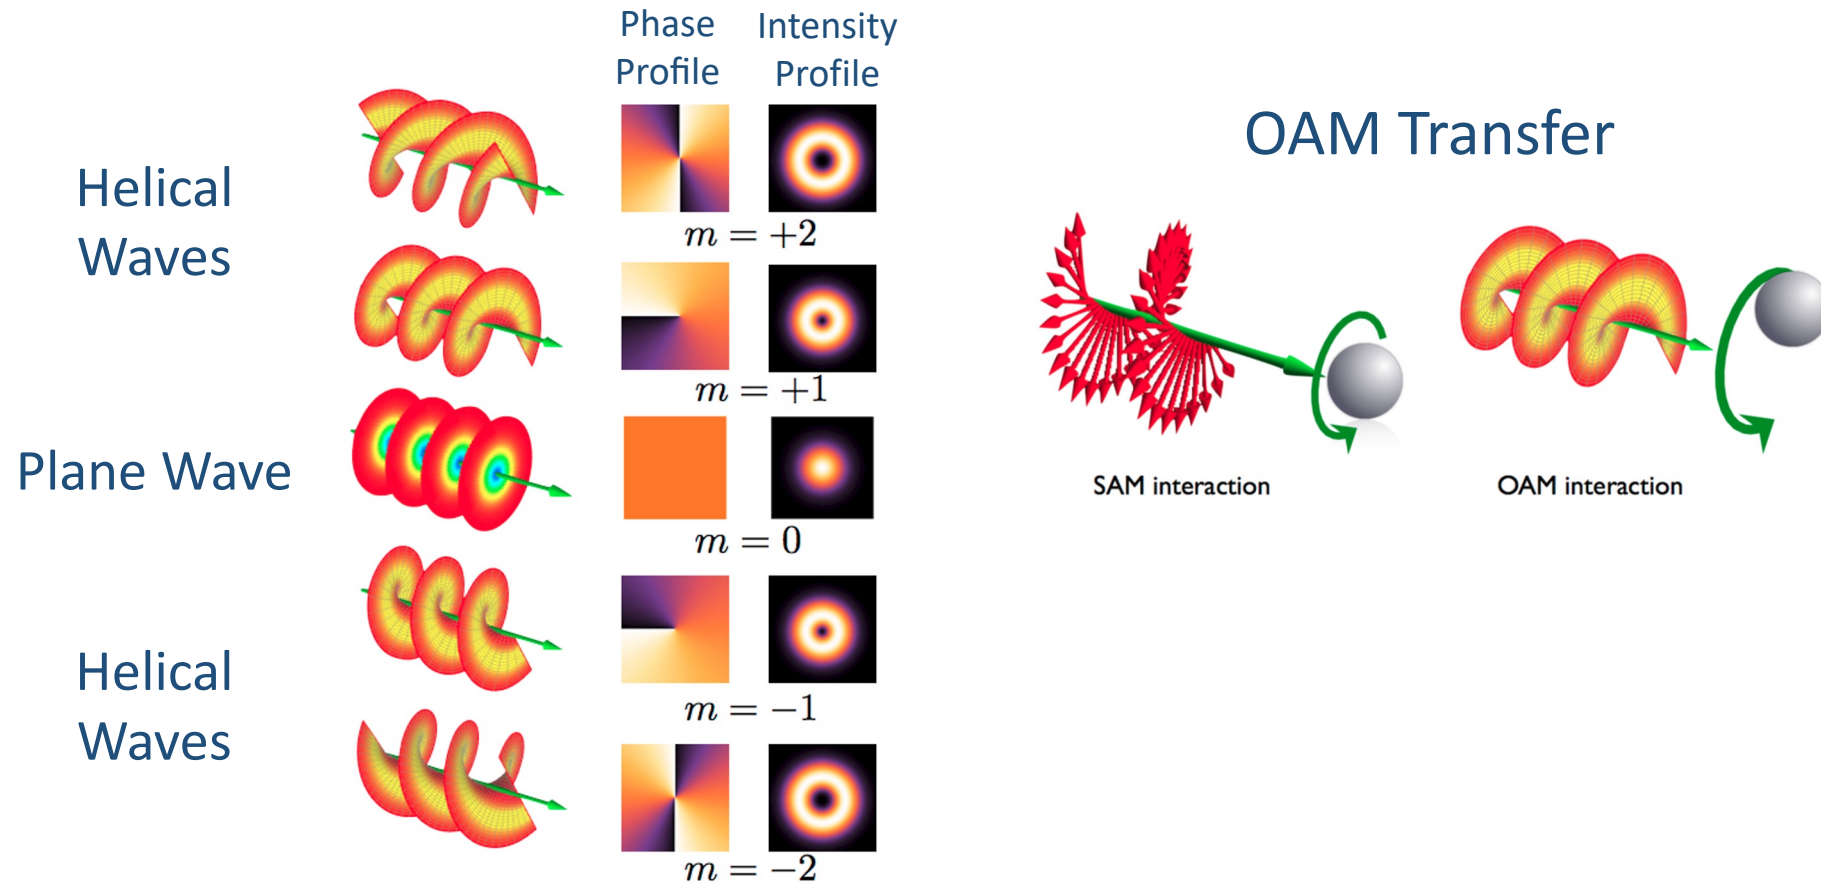 Phase
Profile
Intensity
Profile
Helical
Waves
m = +2
m = +1
Plane Wave
m = 0
Helical
Waves
m = −1
m = −2
OAM Transfer
SAM interaction
OAM interaction